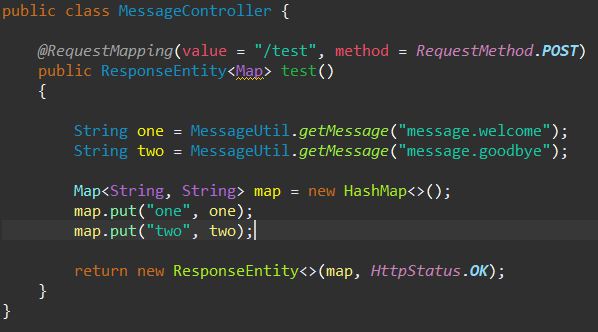 public class MessageController {
@RequestMapping(value = "/test", method = RequestMethod.POST)
public ResponseEntity<Map> test()
{
String one = MessageUtil.getMessage("message.welcome");
String two = MessageUtil.getMessage("message.goodbye");
Map<String, String> map = new HashMap<>();
map.put("one", one);
map.put("two", two);
return new ResponseEntity<>(map, HttpStatus.OK);
}
}